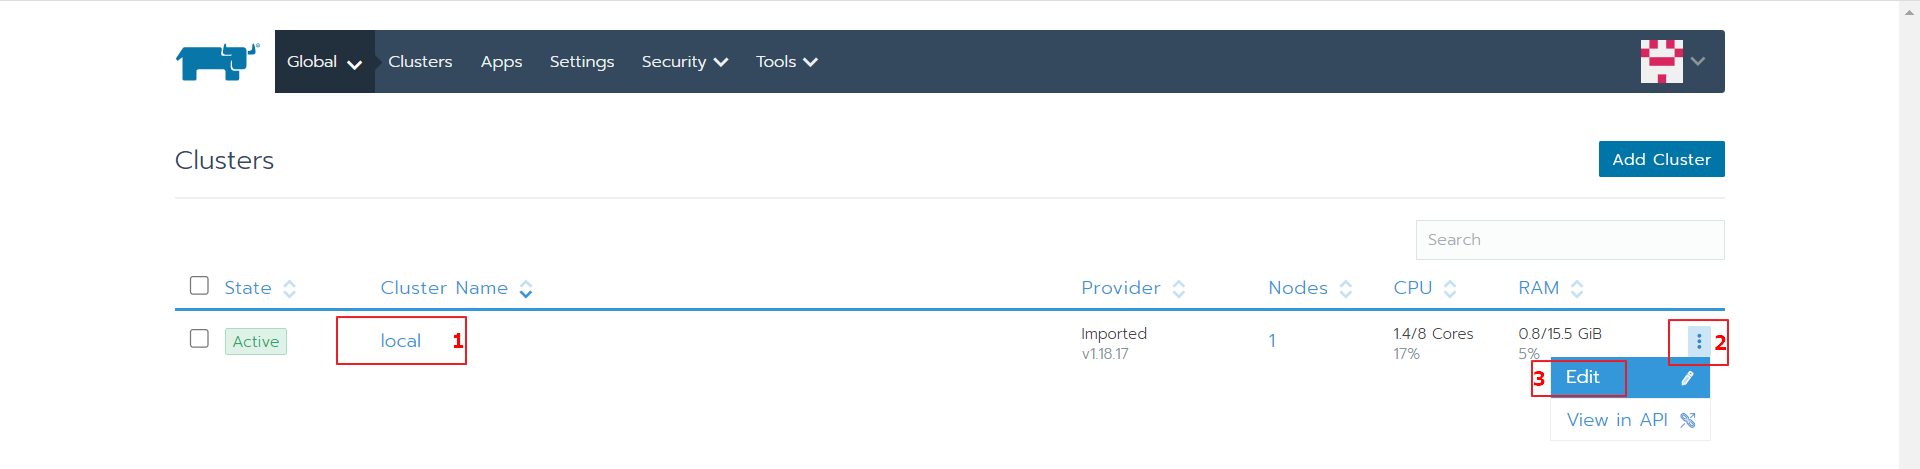 Global Clusters Apps Settings Security Tools
Clusters
Add Cluster
Search
State Cluster Name Provider Nodes CPU RAM
Active local 1 Imported 1 1.4/8 Cores 0.8/15.5 GiB 2
v1.18.17 17% 5%
3 Edit
View in API